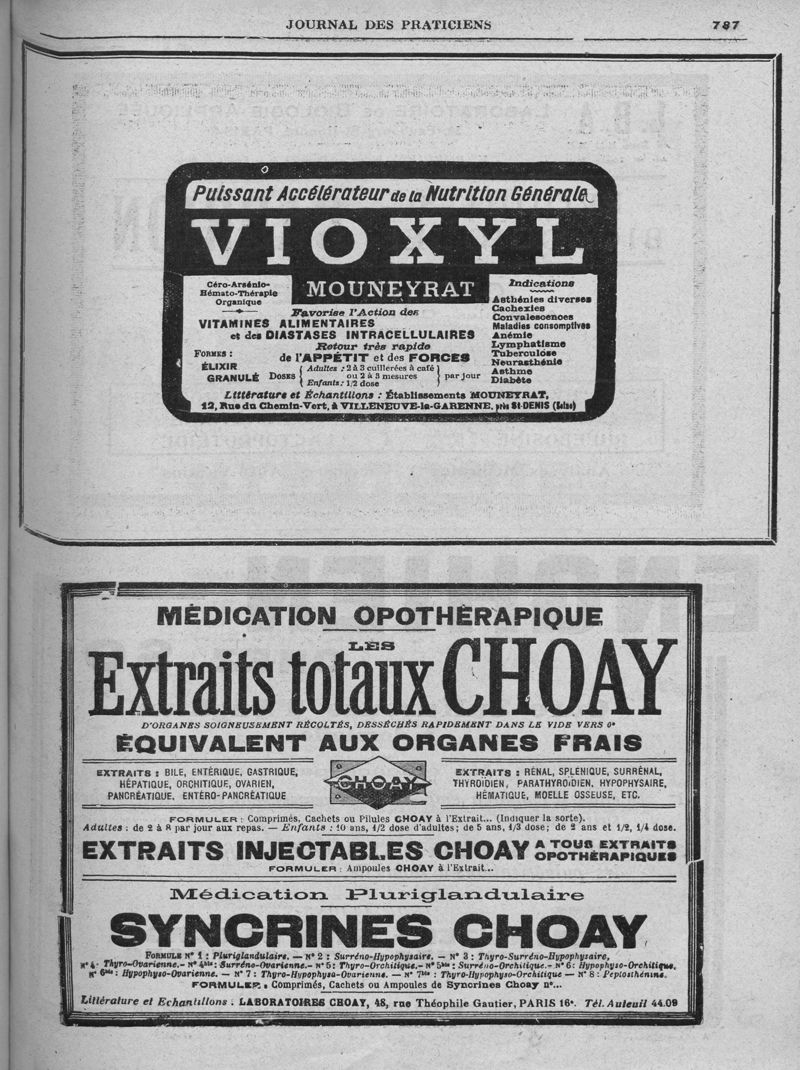 JOURNAL DES PRATICIENS 787
Puissant Accélérateur de la Nutrition Générale
VIOXYL
MOUNEYRAT
Céro-Arsénio-
Hémato-Thérapie
Organique
Favorise l'Action des
VITAMINES ALIMENTAIRES
et des DIASTASES INTRACELLULAIRES
Retour très rapide
de l'APPÉTIT et des FORCES
FORMES :
ÉLIXIR
GRANULÉ
DOSES
Adultes : 2 à 3 cuillerées à café
ou 2 à 3 mesures
Enfants : 1/2 dose
par jour
Indications
Asthénies diverses
Cachexies
Convalescences
Maladies consomptives
Anémie
Lymphatisme
Tuberculose
Neurasthénie
Asthme
Diabète
Littérature et Échantillons : Établissements MOUNEYRAT,
12, Rue du Chemin-Vert, à VILLENEUVE-la-GARENNE, près St-DENIS (Seine)
MÉDICATION OPOTHÉRAPIQUE
LES
Extraits totaux CHOAY
D'ORGANES SOIGNEUSEMENT RÉCOLTÉS, DESSÉCHÉS RAPIDEMENT DANS LE VIDE VERS 0°
ÉQUIVALENT AUX ORGANES FRAIS
EXTRAITS : BILE, ENTÉRIQUE, GASTRIQUE,
HÉPATIQUE, ORCHITIQUE, OVARIEN,
PANCRÉATIQUE, ENTÉRO-PANCRÉATIQUE
CHOAY
EXTRAITS : RÉNAL, SPLÉNIQUE, SURRÉNAL,
THYROÏDIEN, PARATHYROïDIEN, HYPOPHYSAIRE,
HÉMATIQUE, MOELLE OSSEUSE, ETC.
FORMULER : Comprimés, Cachets ou Pilules CHOAY à l'Extrait... (Indiquer la sorte).
Adultes : de 2 à 8 par jour aux repas. — Enfants : 10 ans, 1/2 dose d'adultes; de 5 ans, 1/3 dose; de 2 ans et 1/2, 1/4 dose.
EXTRAITS INJECTABLES CHOAY A TOUS EXTRAITS OPOTHÉRAPIQUES
FORMULER : Ampoules CHOAY à l'Extrait...
Médication Pluriglandulaire
SYNCRINES CHOAY
FORMULE N° 1 : Pluriglandulaire. — N° 2 : Surréno-Hypophysaire. — N° 3 : Thyro-Surréno-Hypophysaire,
N° 4 · Thyro-Ovarienne.- N° 4bis : Surréno-Ovarienne.- N° 5 : Thyro-Orchitique.- N° 5bis : Surréno-Orchitique.- N° 6 : Hypophyso-Orchitique,
N° 6bis : Hypophyso-Ovarienne. — N° 7 : Thyro-Hypophyso-Ovarienne. — N° 7bis : Thyro-Hypophyso-Orchitique — N° 8 : Peptosthénine.
FORMULER : Comprimés, Cachets ou Ampoules de Syncrines Choay n°...
Littérature et Echantillons : LABORATOIRES CHOAY, 48, rue Théophile Gautier, PARIS 16e. Tél. Auteuil 44.09